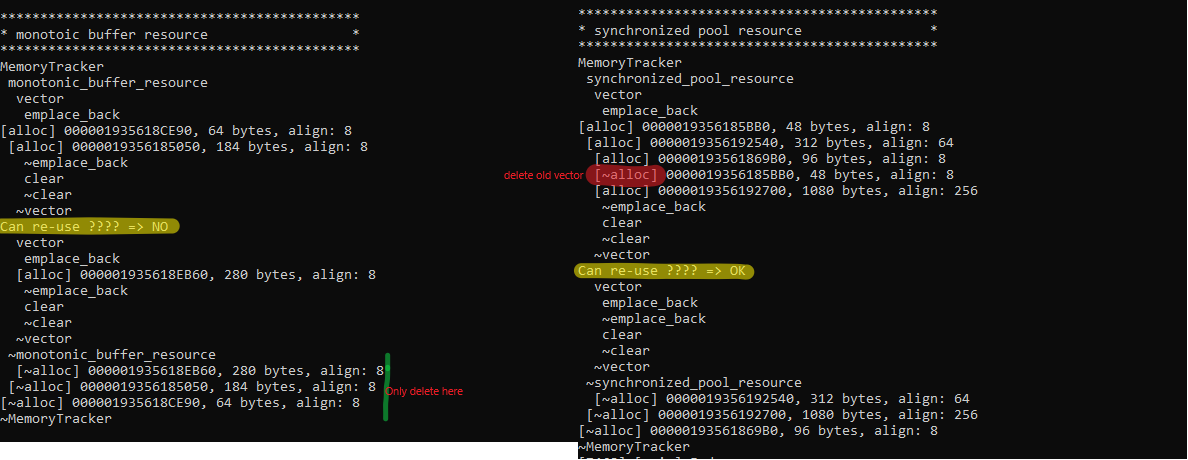 *********************************************
* monotoic buffer resource                  *
*********************************************
MemoryTracker
monotonic_buffer_resource
vector
emplace_back
[alloc] 000001935618CE90, 64 bytes, align: 8
[alloc] 0000019356185050, 184 bytes, align: 8
~emplace_back
clear
~clear
~vector
Can re-use ???? => NO
vector
emplace_back
[alloc] 000001935618EB60, 280 bytes, align: 8
~emplace_back
clear
~clear
~vector
~monotonic_buffer_resource
[~alloc] 000001935618EB60, 280 bytes, align: 8
[~alloc] 0000019356185050, 184 bytes, align: 8
[~alloc] 000001935618CE90, 64 bytes, align: 8
~MemoryTracker
Only delete here
*********************************************
* synchronized pool resource                *
*********************************************
MemoryTracker
synchronized_pool_resource
vector
emplace_back
[alloc] 0000019356185BB0, 48 bytes, align: 8
[alloc] 0000019356192540, 312 bytes, align: 64
[alloc] 00000193561869B0, 96 bytes, align: 8
delete old vector
[~alloc] 0000019356185BB0, 48 bytes, align: 8
[alloc] 0000019356192700, 1080 bytes, align: 256
~emplace_back
clear
~clear
~vector
Can re-use ???? => OK
vector
emplace_back
~emplace_back
clear
~clear
~vector
~synchronized_pool_resource
[~alloc] 0000019356192540, 312 bytes, align: 64
[~alloc] 0000019356192700, 1080 bytes, align: 256
[~alloc] 00000193561869B0, 96 bytes, align: 8
~MemoryTracker